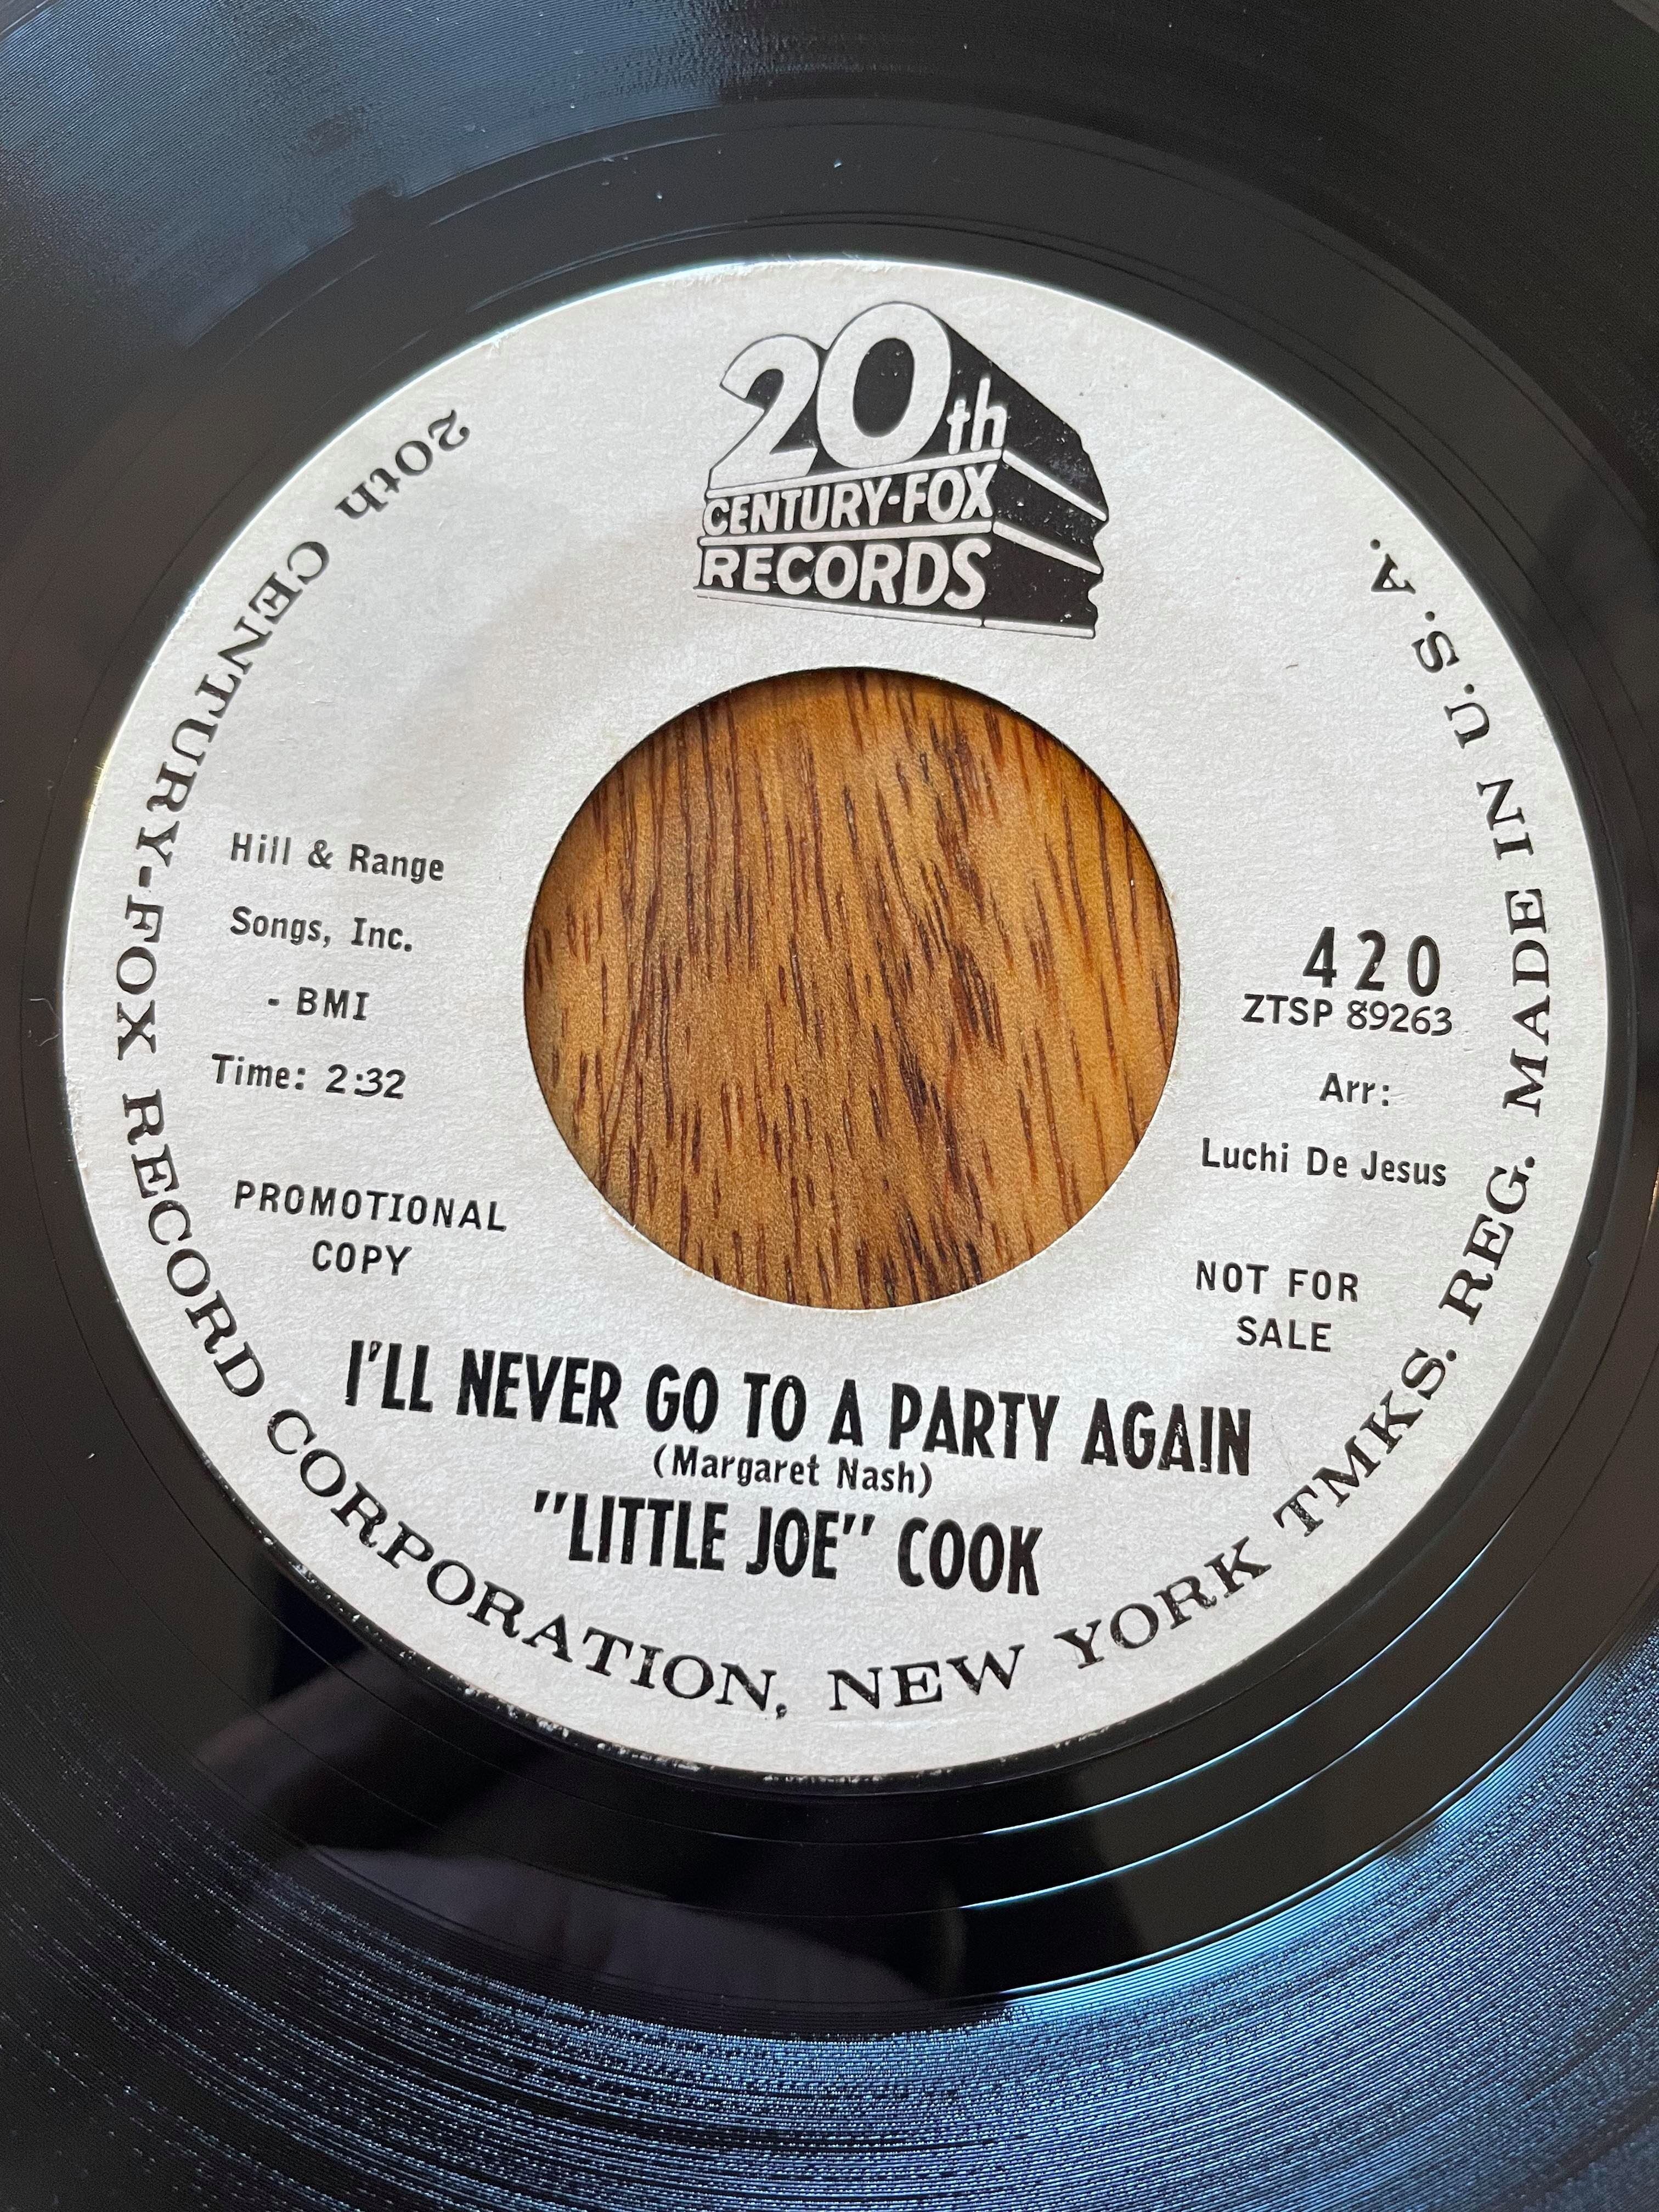 20th
CENTURY-FOX
RECORDS
Hill & Range
Songs, Inc.
- BMI
Time: 2:32
PROMOTIONAL
COPY
420
ZTSP 89263
Arr:
Luchi De Jesus
NOT FOR
SALE
I'LL NEVER GO TO A PARTY AGAIN
(Margaret Nash)
"LITTLE JOE" COOK
20th CENTURY-FOX RECORD CORPORATION, NEW YORK TMKS. REG. MADE IN U.S.A.